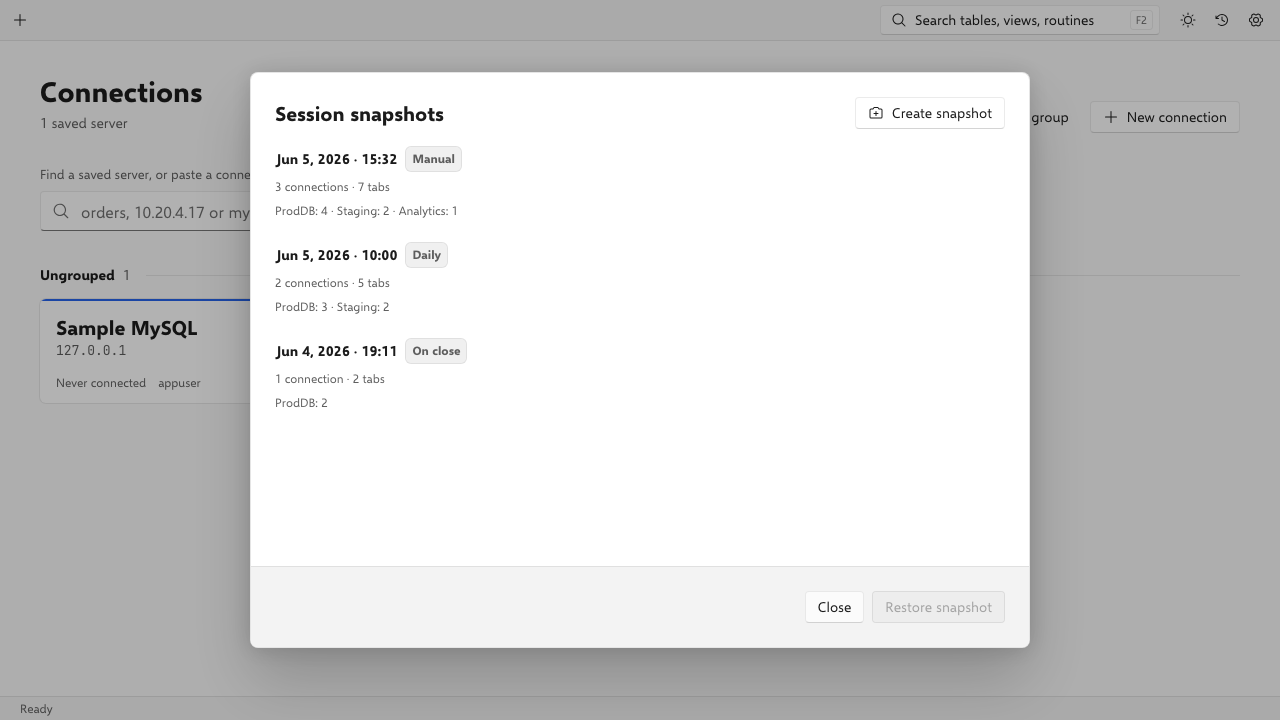 Search tables, views, routines
F2
Connections
1 saved server
group
New connection
Find a saved server, or paste a conne
orders, 10.20.4.17 or my
Ungrouped 1
Sample MySQL
127.0.0.1
Never connected appuser
Session snapshots
Create snapshot
Jun 5, 2026 · 15:32 Manual
3 connections · 7 tabs
ProdDB: 4 · Staging: 2 · Analytics: 1
Jun 5, 2026 · 10:00 Daily
2 connections · 5 tabs
ProdDB: 3 · Staging: 2
Jun 4, 2026 · 19:11 On close
1 connection · 2 tabs
ProdDB: 2
Close Restore snapshot
Ready